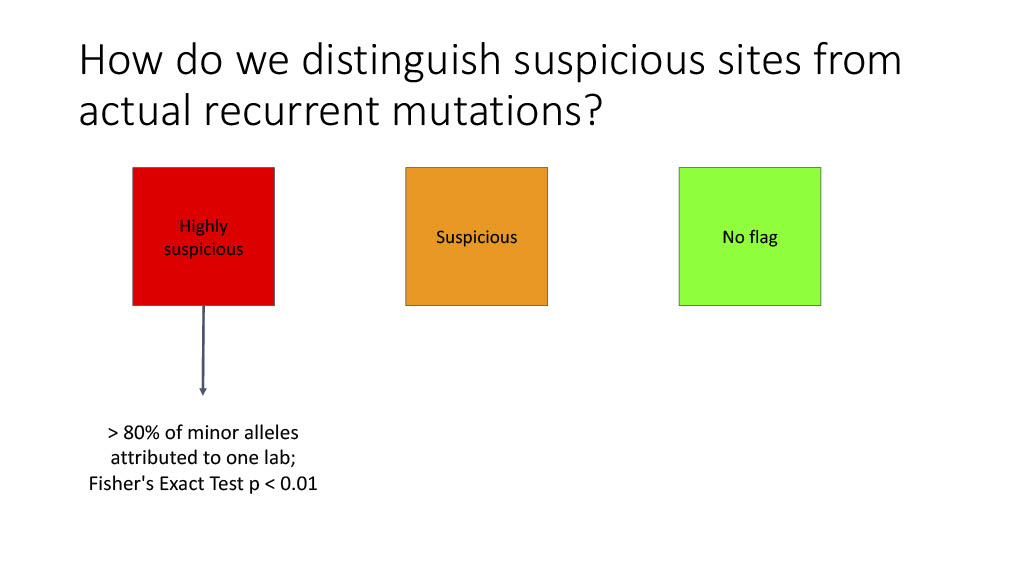 How do we distinguish suspicious sites from
actual recurrent mutations?
Highly
suspicious
Suspicious
No flag
> 80% of minor alleles
attributed to one lab;
Fisher's Exact Test p < 0.01